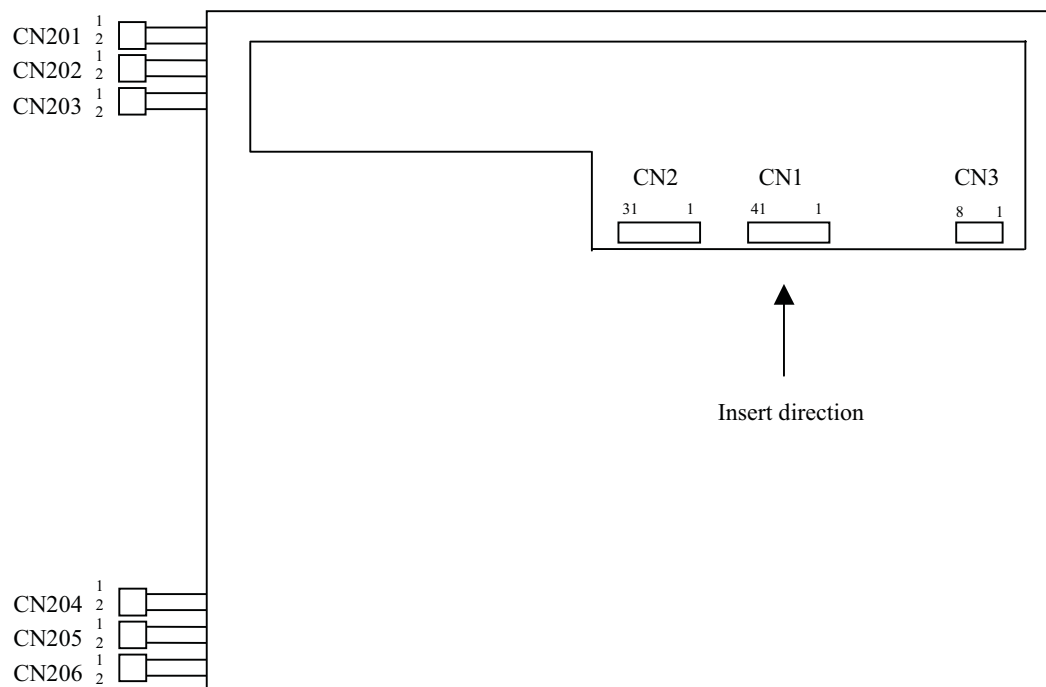 CN201 1
2
CN202 1
2
CN203 1
2
CN2 CN1 CN3
31 1 41 1 8 1
Insert direction
CN204 1
2
CN205 1
2
CN206 1
2